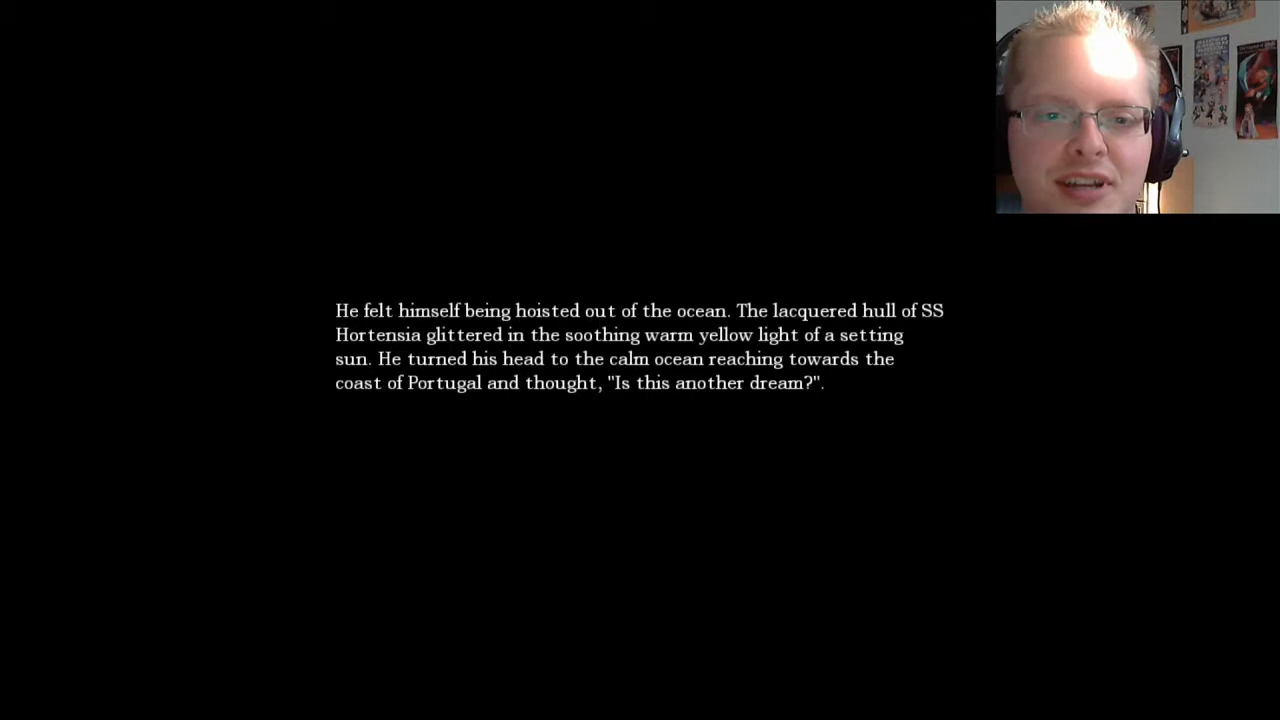 He felt himself being hoisted out of the ocean. The lacquered hull of SS
Hortensia glittered in the soothing warm yellow light of a setting
sun. He turned his head to the calm ocean reaching towards the
coast of Portugal and thought, "Is this another dream?".